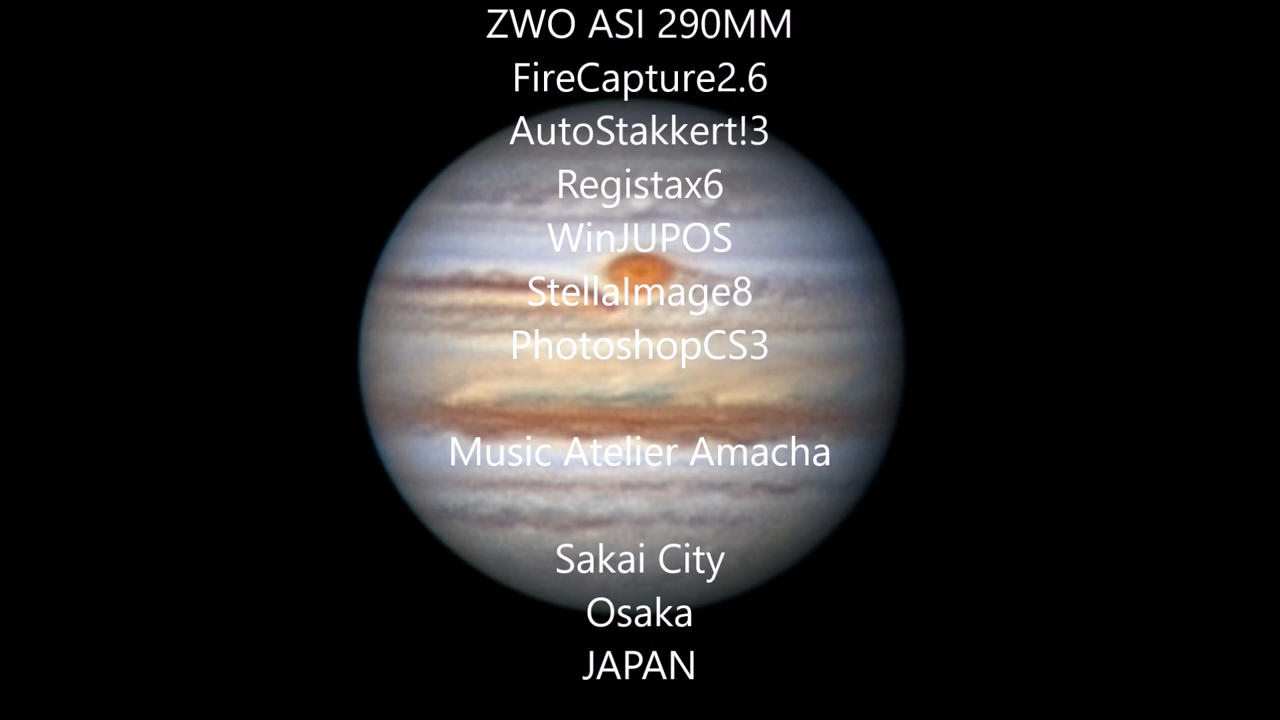 ZWO ASI 290MM
FireCapture2.6
AutoStakkert!3
Registax6
WinJUPOS
StellaImage8
PhotoshopCS3
Music Atelier Amacha
Sakai City
Osaka
JAPAN